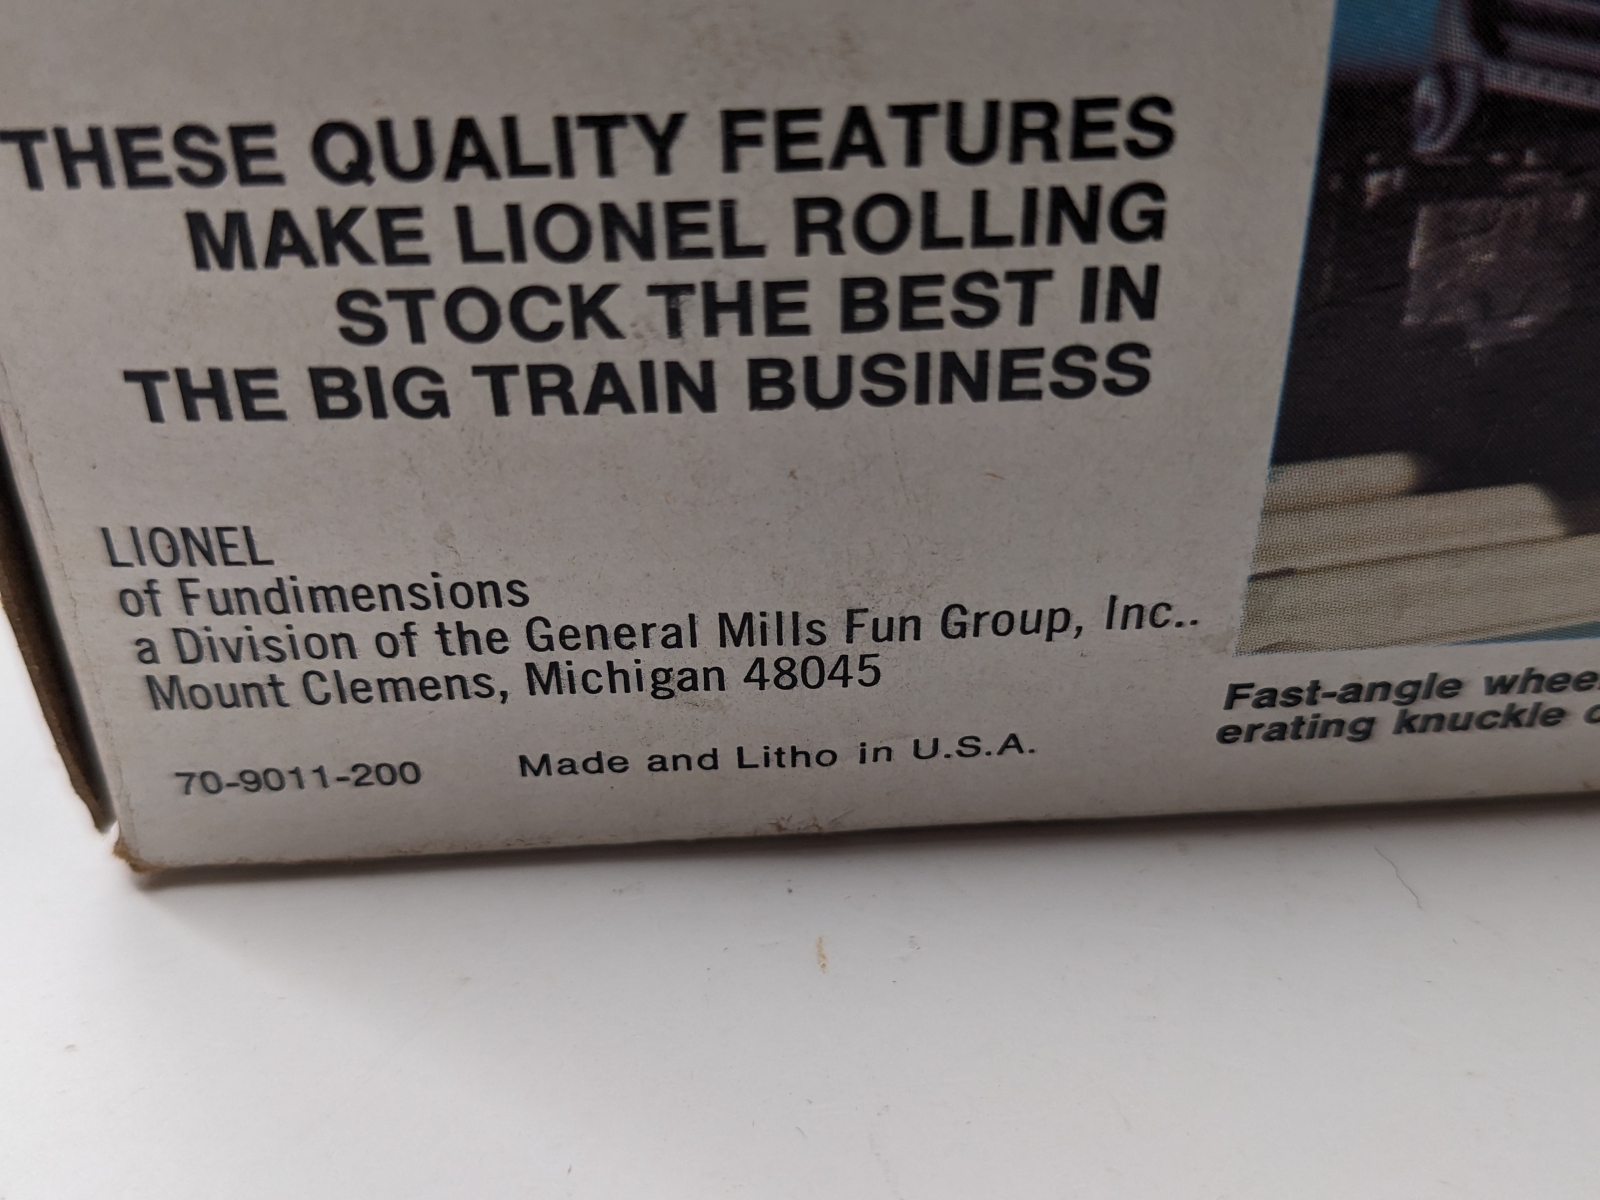 THESE QUALITY FEATURES
MAKE LIONEL ROLLING
STOCK THE BEST IN
THE BIG TRAIN BUSINESS
LIONEL
of Fundimensions
a Division of the General Mills Fun Group, Inc..
Mount Clemens, Michigan 48045
70-9011-200 Made and Litho in U.S.A.
Fast-angle
erating knuckle